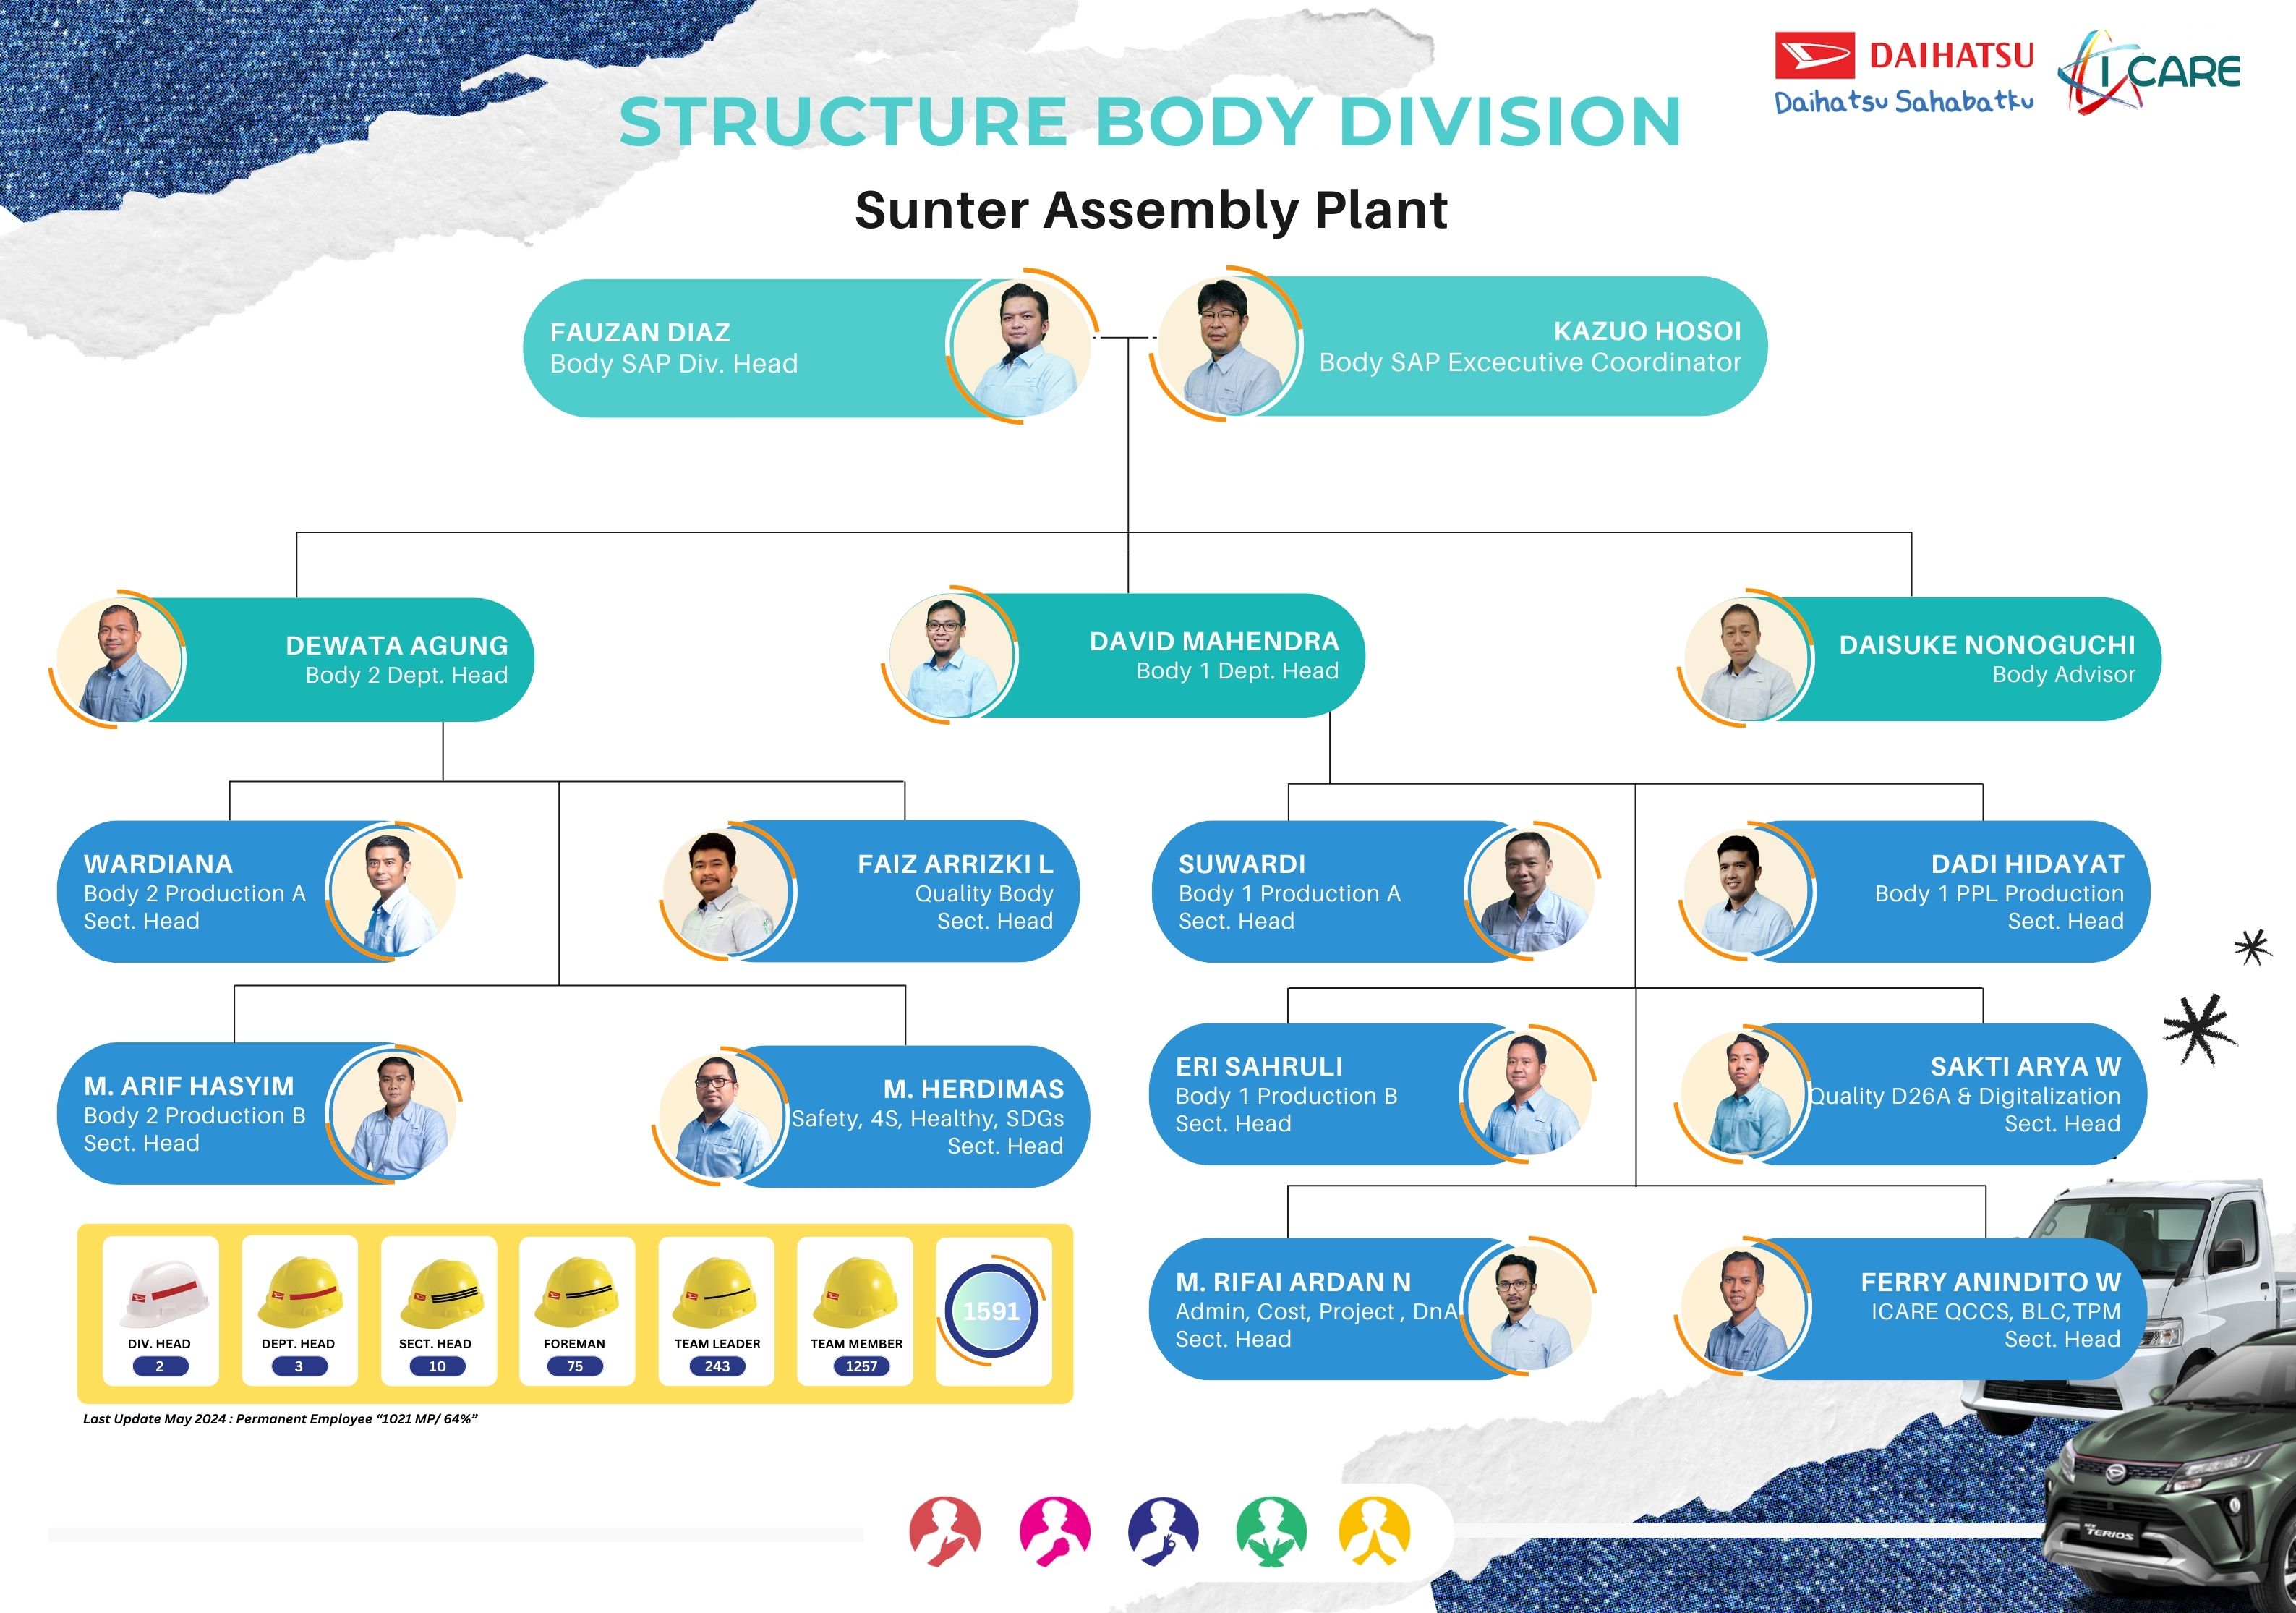 DAIHATSU
Daihatsu Sahabatku
I CARE
STRUCTURE BODY DIVISION
Sunter Assembly Plant
FAUZAN DIAZ
Body SAP Div. Head
KAZUO HOSOI
Body SAP Excecutive Coordinator
DEWATA AGUNG
Body 2 Dept. Head
DAVID MAHENDRA
Body 1 Dept. Head
DAISUKE NONOGUCHI
Body Advisor
WARDIANA
Body 2 Production A
Sect. Head
FAIZ ARRIZKI L
Quality Body
Sect. Head
SUWARDI
Body 1 Production A
Sect. Head
DADI HIDAYAT
Body 1 PPL Production
Sect. Head
M. ARIF HASYIM
Body 2 Production B
Sect. Head
M. HERDIMAS
Safety, 4S, Healthy, SDGs
Sect. Head
ERI SAHRULI
Body 1 Production B
Sect. Head
SAKTI ARYA W
Quality D26A & Digitalization
Sect. Head
M. RIFAI ARDAN N
Admin, Cost, Project , DnA
Sect. Head
FERRY ANINDITO W
ICARE QCCS, BLC,TPM
Sect. Head
DIV. HEAD
2
DEPT. HEAD
3
SECT. HEAD
10
FOREMAN
75
TEAM LEADER
243
TEAM MEMBER
1257
1591
Last Update May 2024 : Permanent Employee “1021 MP/ 64%”
NEW
TERIOS